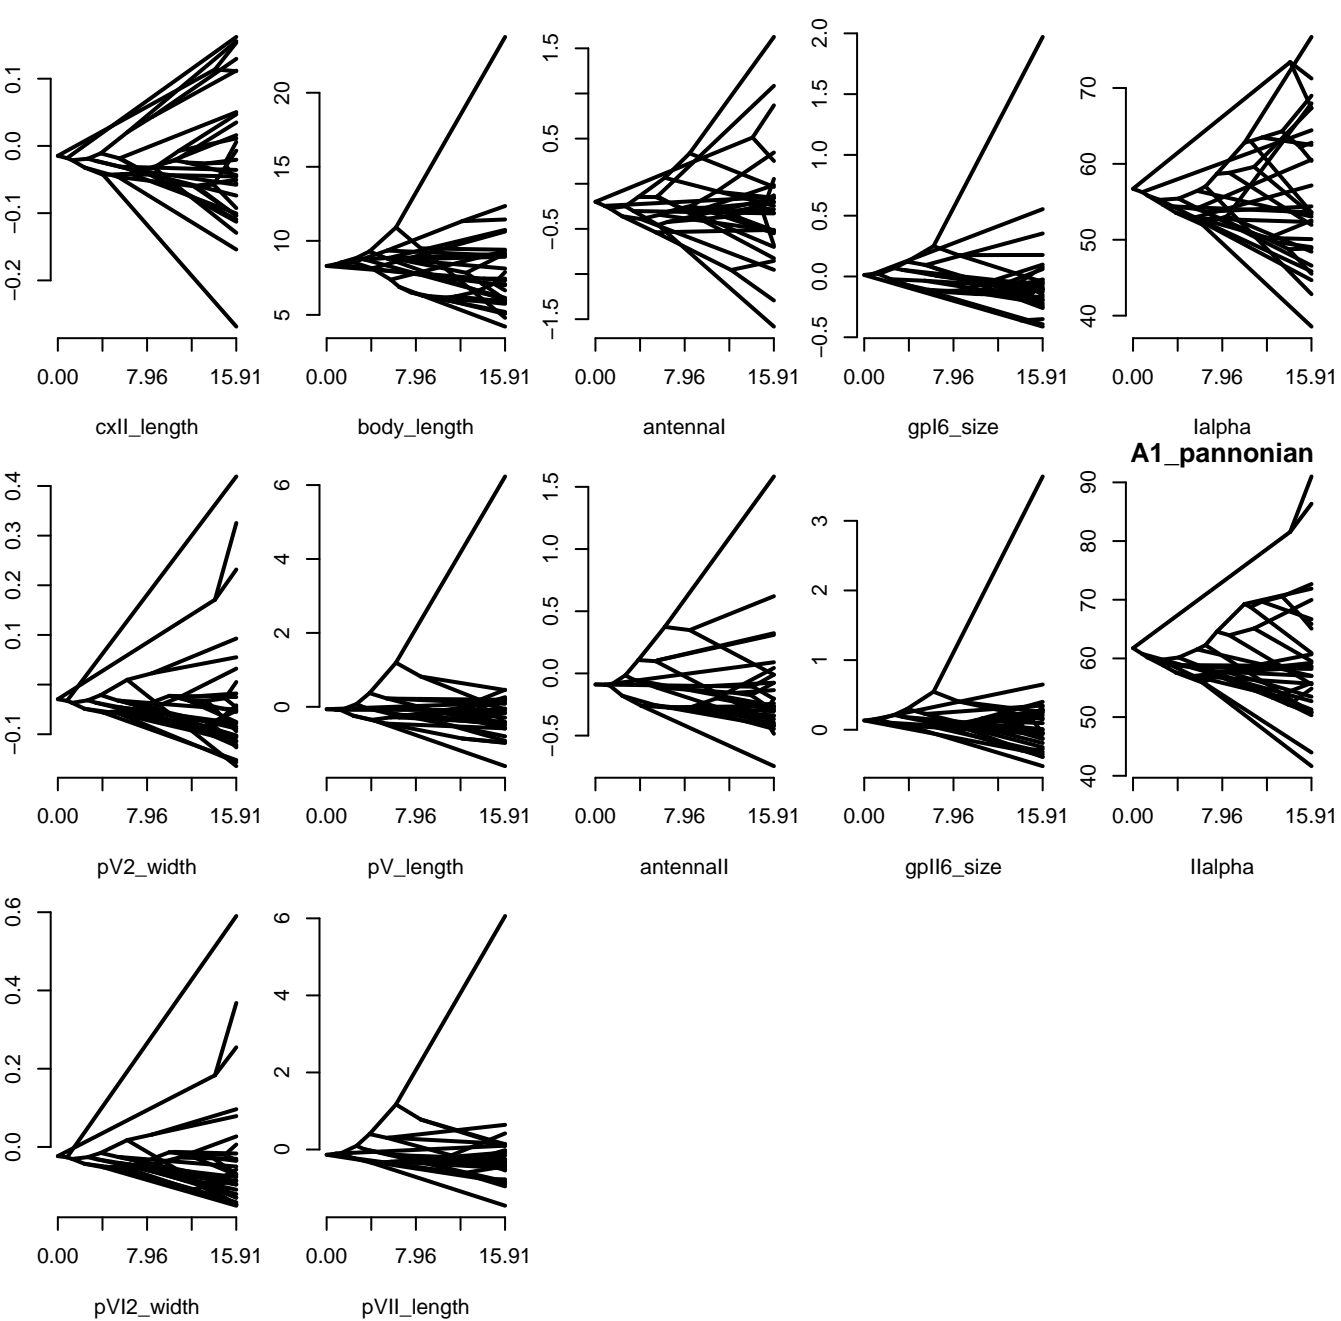 0.1
0.0
−0.1
−0.2
0.00 7.96 15.91
cxII_length
20
15
10
5
0.00 7.96 15.91
body_length
1.5
0.5
−0.5
−1.5
0.00 7.96 15.91
antennaI
2.0
1.5
1.0
0.5
0.0
−0.5
0.00 7.96 15.91
gpI6_size
70
60
50
40
0.00 7.96 15.91
Ialpha
A1_pannonian
0.4
0.3
0.2
0.1
−0.1
0.00 7.96 15.91
pV2_width
6
4
2
0
0.00 7.96 15.91
pV_length
1.5
1.0
0.5
0.0
−0.5
0.00 7.96 15.91
antennaII
3
2
1
0
0.00 7.96 15.91
gpII6_size
90
80
70
60
50
40
0.00 7.96 15.91
IIalpha
0.6
0.4
0.2
0.0
0.00 7.96 15.91
pVI2_width
6
4
2
0
0.00 7.96 15.91
pVII_length